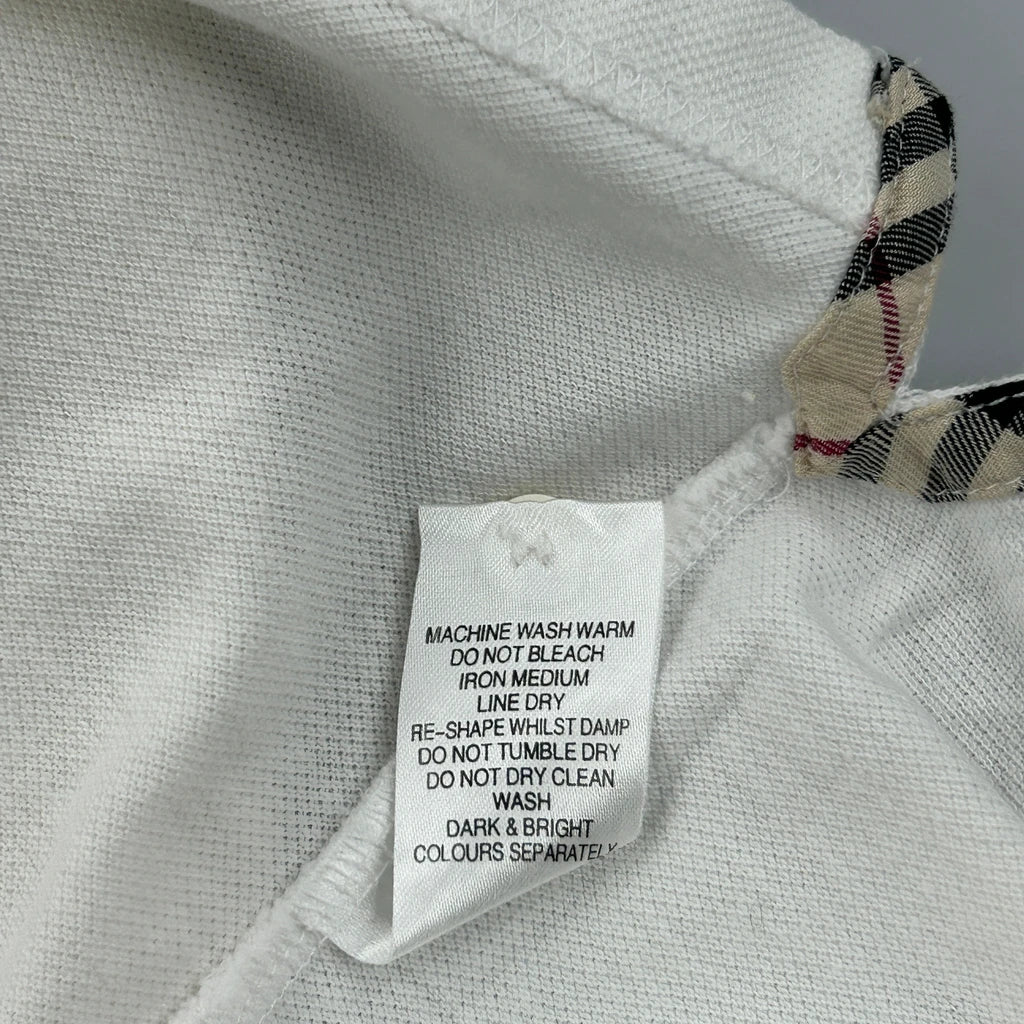 MACHINE WASH WARM
DO NOT BLEACH
IRON MEDIUM
LINE DRY
RE-SHAPE WHILST DAMP
DO NOT TUMBLE DRY
DO NOT DRY CLEAN
WASH
DARK & BRIGHT
COLOURS SEPARATELY